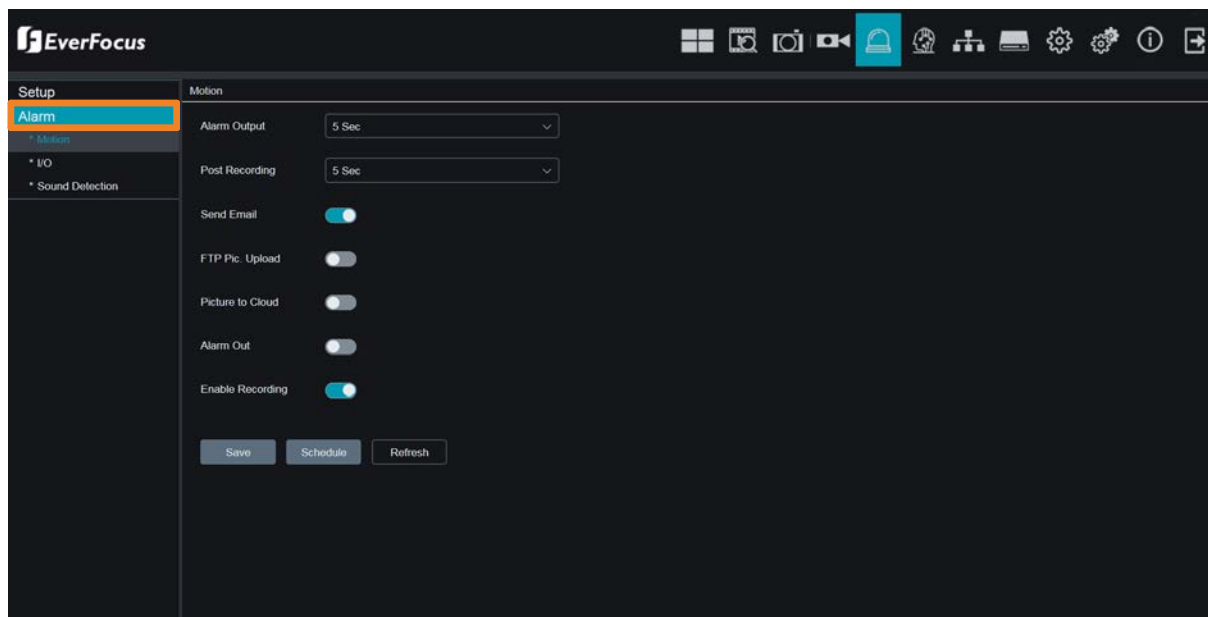 EverFocus
Setup
Alarm
* Motion
* I/O
* Sound Detection
Motion
Alarm Output 5 Sec
Post Recording 5 Sec
Send Email
FTP Pic. Upload
Picture to Cloud
Alarm Out
Enable Recording
Save Schedule Refresh